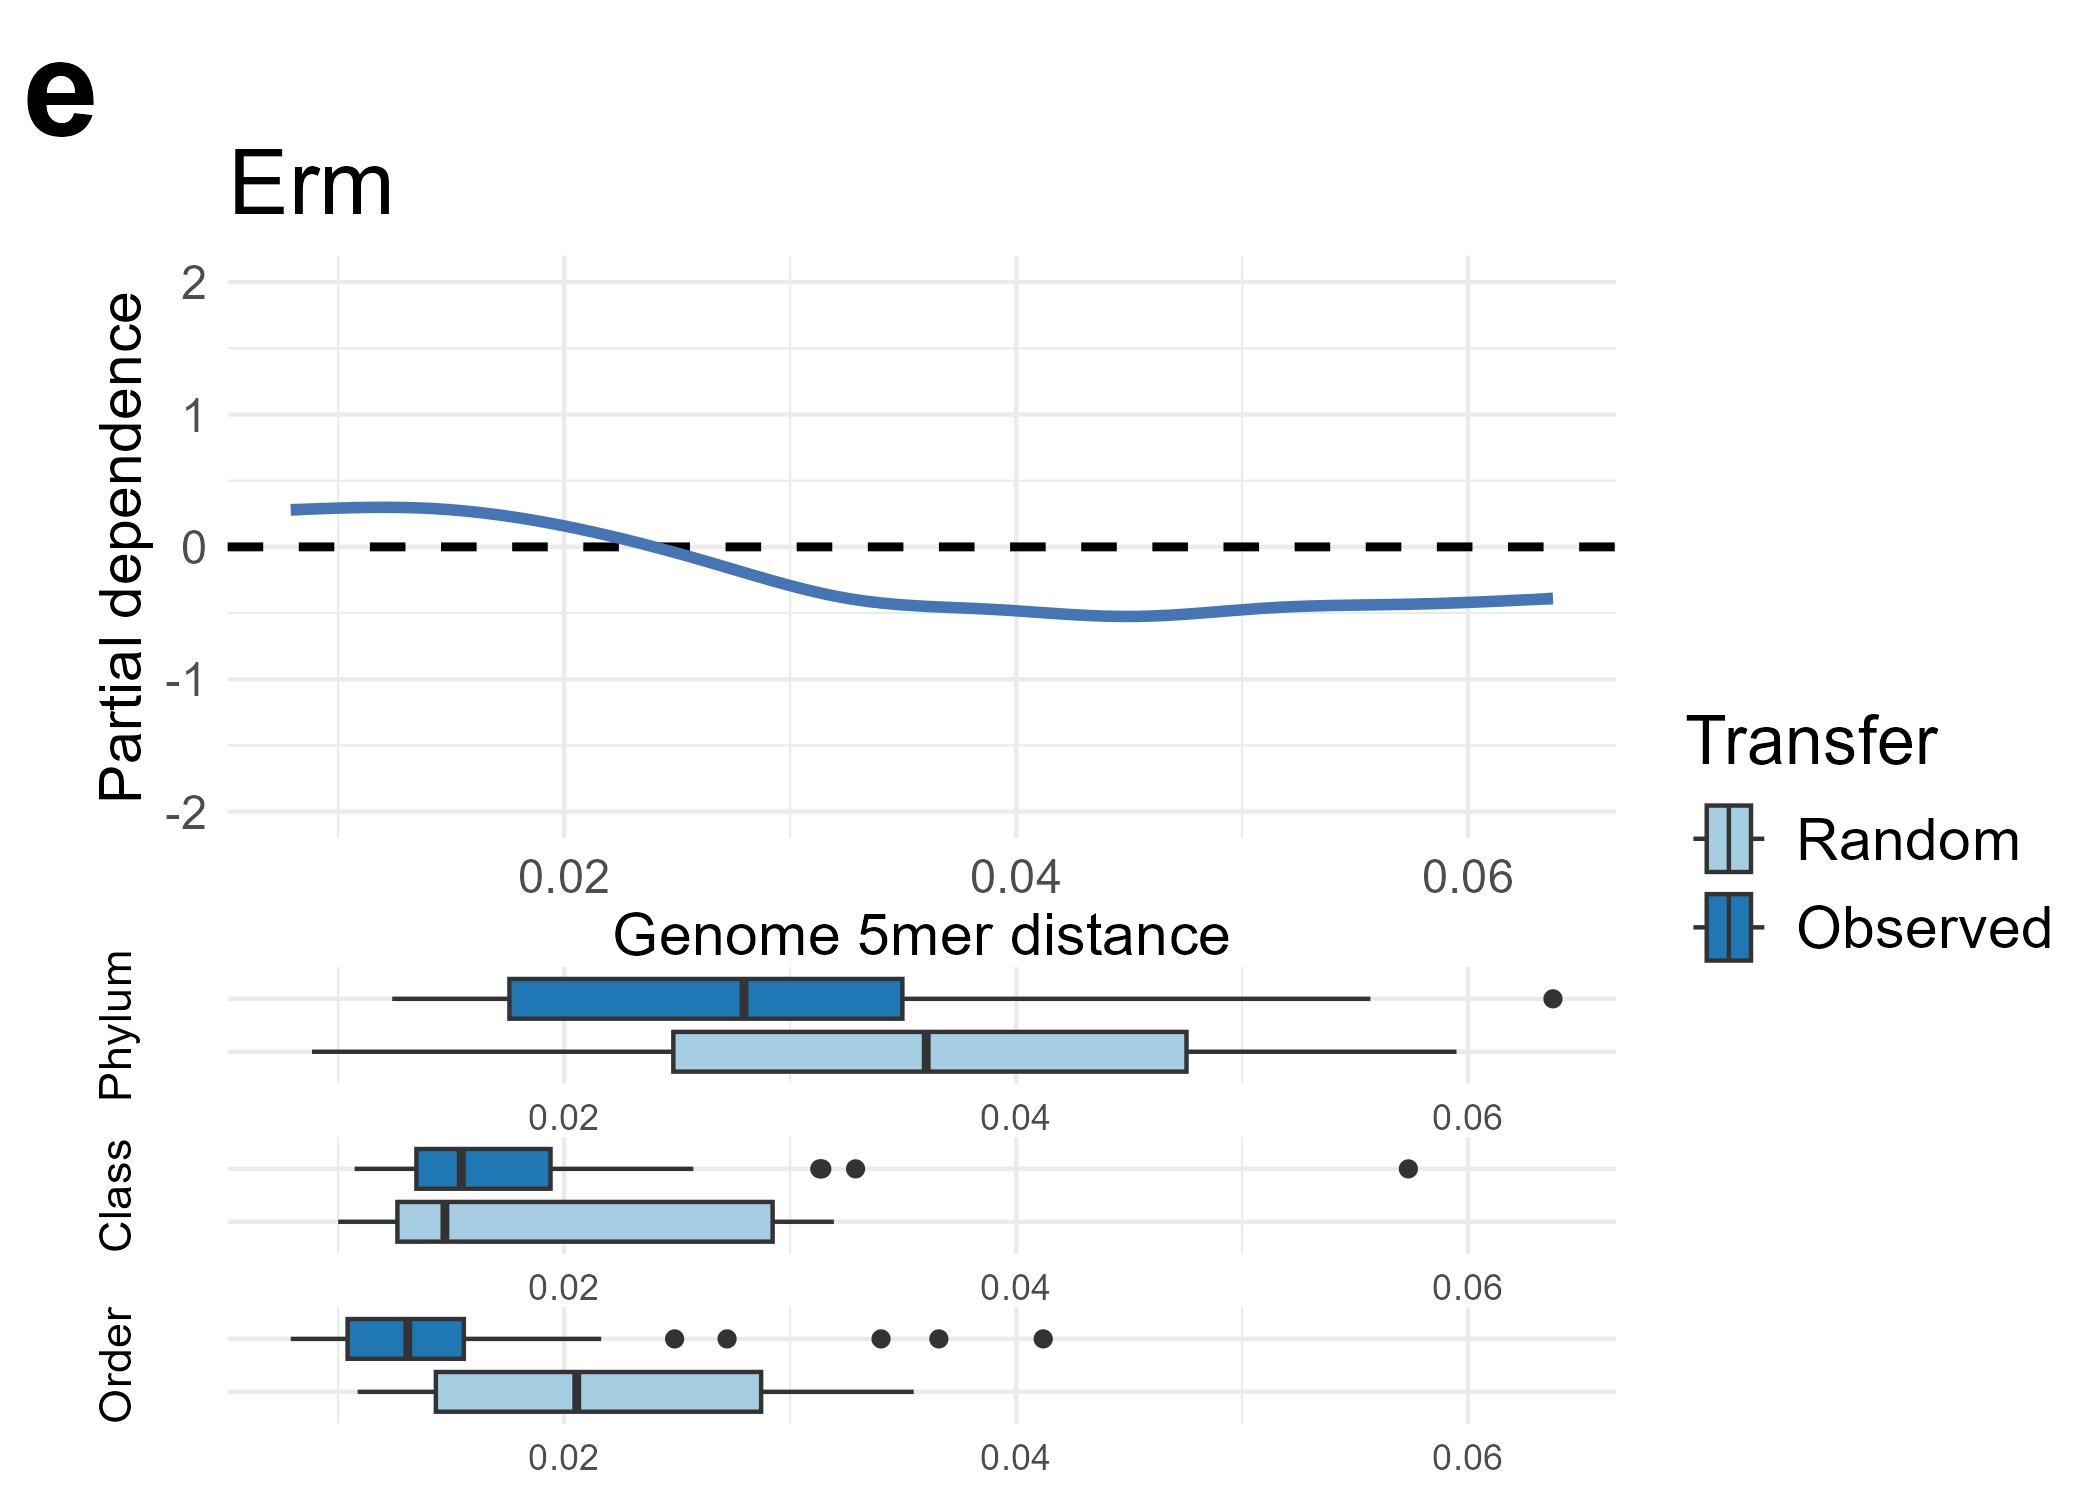 e
Erm
Partial dependence
2
1
0
-1
-2
0.02 0.04 0.06
Genome 5mer distance
Transfer
Random
Observed
Phylum
0.02 0.04 0.06
Class
0.02 0.04 0.06
Order
0.02 0.04 0.06